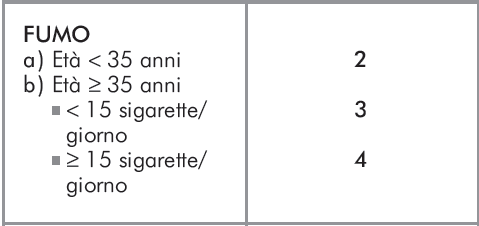 FUMO
a) Età < 35 anni 2
b) Età ≥ 35 anni
▪ < 15 sigarette/ 3
giorno
▪ ≥ 15 sigarette/ 4
giorno